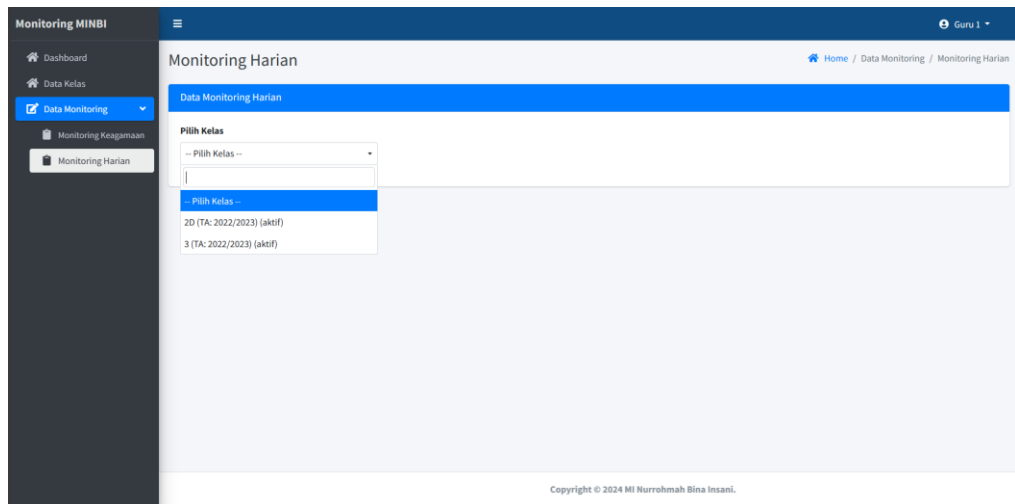 Monitoring MINBI
Guru 1
Dashboard
Data Kelas
Data Monitoring
Monitoring Keagamaan
Monitoring Harian
Monitoring Harian
Home / Data Monitoring / Monitoring Harian
Data Monitoring Harian
Pilih Kelas
-- Pilih Kelas --
-- Pilih Kelas --
2D (TA: 2022/2023) (aktif)
3 (TA: 2022/2023) (aktif)
Copyright © 2024 MI Nurrohmah Bina Insani.